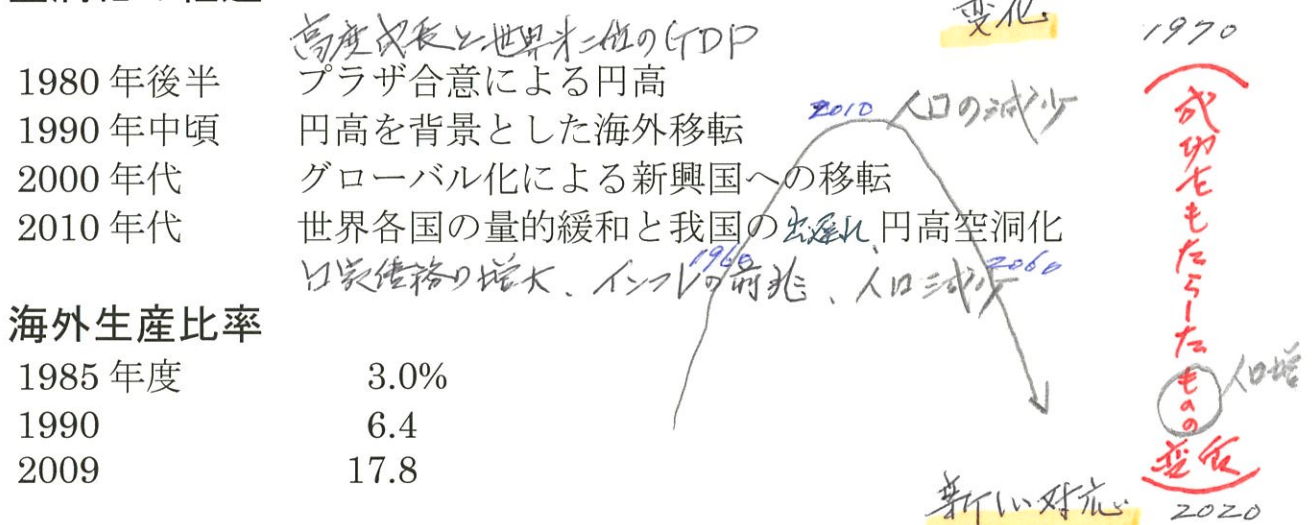 変化
1970
高度成長と世界第二位のGDP
1980年後半 プラザ合意による円高
1990年中頃 円高を背景とした海外移転
2000年代 グローバル化による新興国への移転
2010年代 世界各国の量的緩和と我国の出遅れ、円高空洞化
国家債務の増大、インフレの前兆、人口減少
2010 人口の減少
1960
2060
海外生産比率
1985年度 3.0%
1990 6.4
2009 17.8
(成功をもたらしたものの変質)
人口増
新しい対応
2020